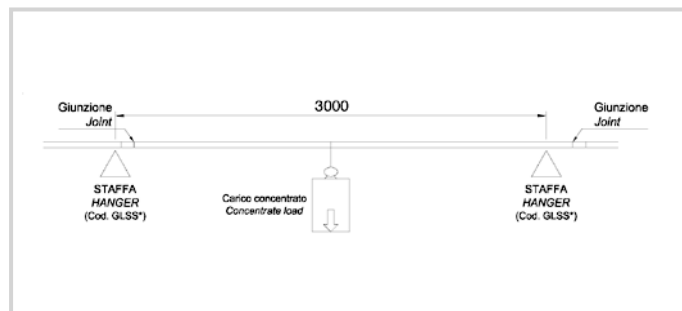 3000
Giunzione
Joint
Giunzione
Joint
STAFFA
HANGER
(Cod. GLSS*)
Carico concentrato
Concentrate load
STAFFA
HANGER
(Cod. GLSS*)